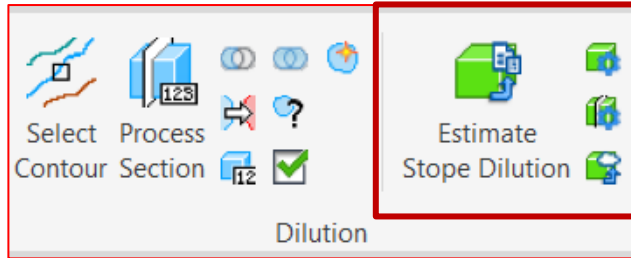 123
Select
Contour
Process
Section
12
Estimate
Stope Dilution
Dilution